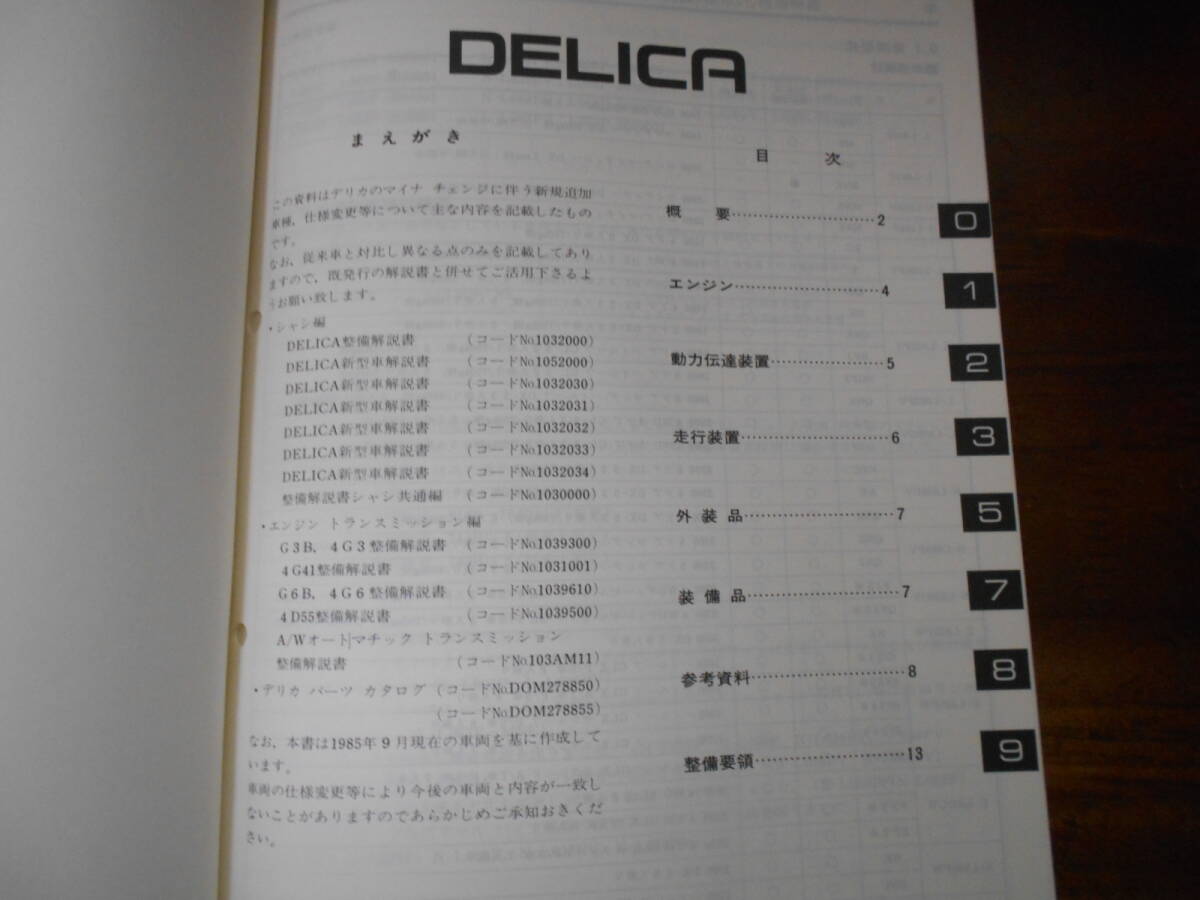 DELICA
まえがき
この資料はデリカのマイナ チェンジに伴う新規追加
車種，仕様変更等について主な内容を記載したもの
です。
なお，従来車と対比し異なる点のみを記載してあり
ますので，既発行の解説書と併せてご活用下さるよ
うお願い致します。
・シャシ編
DELICA整備解説書 (コードNo.1032000)
DELICA新型車解説書 (コードNo.1052000)
DELICA新型車解説書 (コードNo.1032030)
DELICA新型車解説書 (コードNo.1032031)
DELICA新型車解説書 (コードNo.1032032)
DELICA新型車解説書 (コードNo.1032033)
DELICA新型車解説書 (コードNo.1032034)
整備解説書シャシ共通編 (コードNo.1030000)
・エンジン トランスミッション編
G3B，4G3整備解説書 (コードNo.1039300)
4G41整備解説書 (コードNo.1031001)
G6B，4G6整備解説書 (コードNo.1039610)
4D55整備解説書 (コードNo.1039500)
A/Wオートマチック トランスミッション
整備解説書 (コードNo.103AM11)
・デリカ パーツ カタログ (コードNo.DOM278850)
(コードNo.DOM278855)
なお，本書は1985年9月現在の車両を基に作成して
います。
車両の仕様変更等により今後の車両と内容が一致し
ないことがありますのであらかじめご承知おきくだ
さい。
目次
概要……………………2 0
エンジン……………………4 1
動力伝達装置………………5 2
走行装置……………………6 3
外装品……………………7 5
装備品……………………7 7
参考資料……………………8 8
整備要領……………………13 9